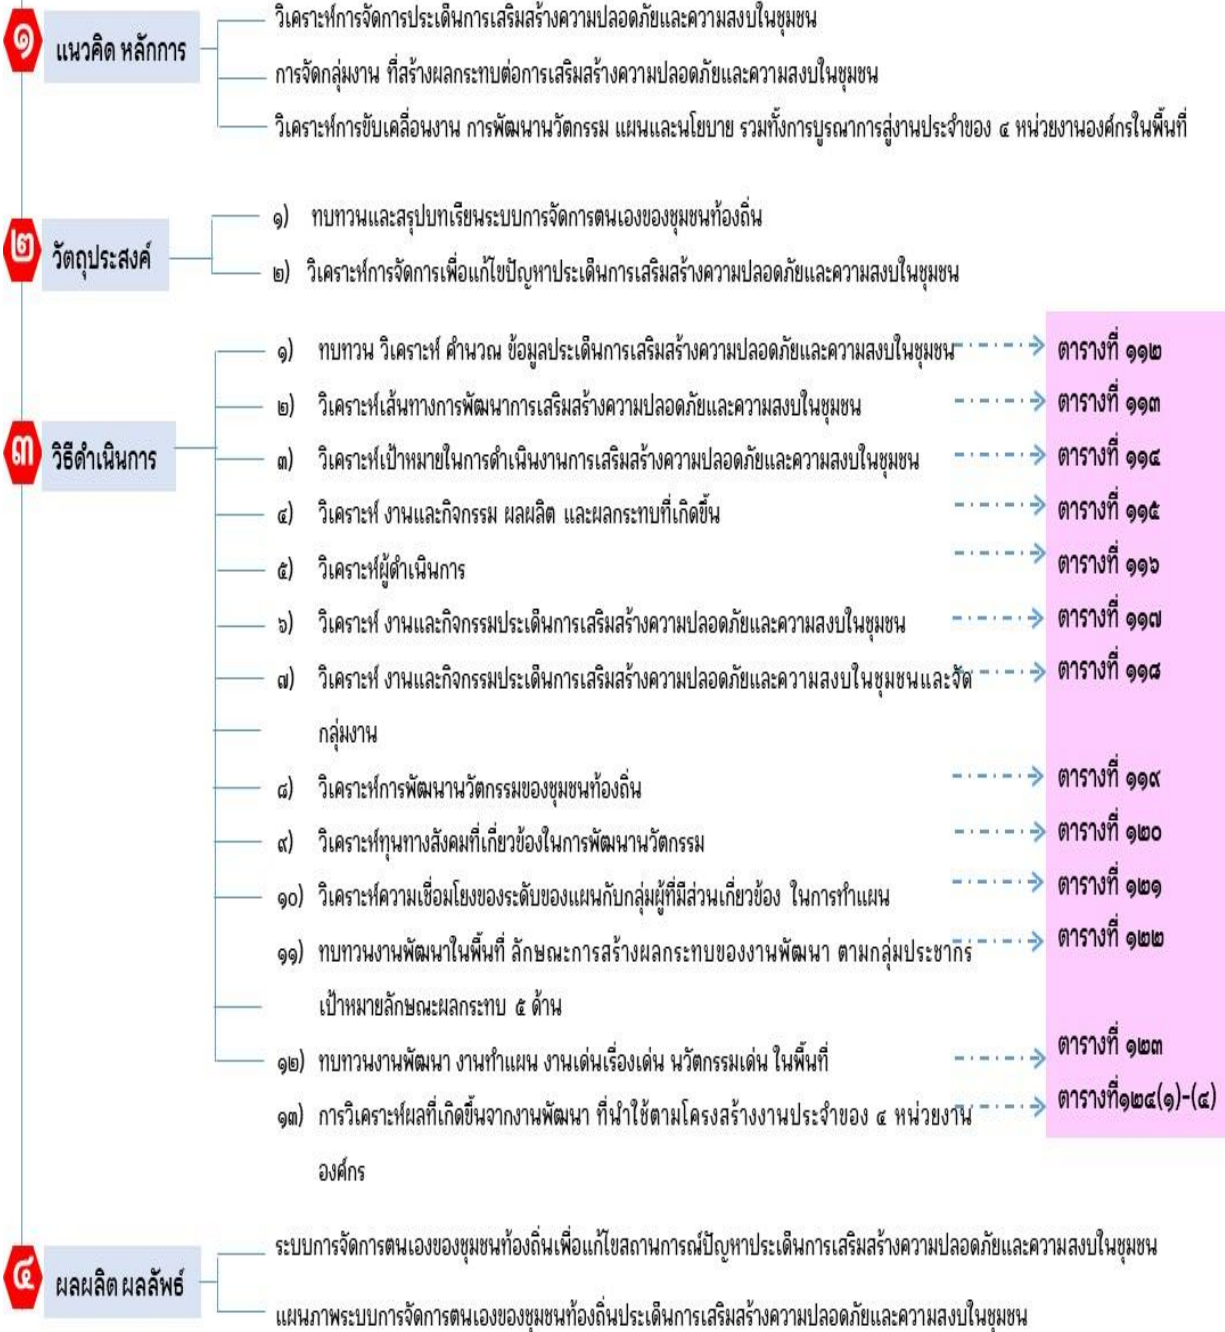 ๑ แนวคิด หลักการ
วิเคราะห์การจัดการประเด็นการเสริมสร้างความปลอดภัยและความสงบในชุมชน
การจัดกลุ่มงาน ที่สร้างผลกระทบต่อการเสริมสร้างความปลอดภัยและความสงบในชุมชน
วิเคราะห์การขับเคลื่อนงาน การพัฒนานวัตกรรม แผนและนโยบาย รวมทั้งการบูรณาการสู่งานประจำของ ๔ หน่วยงานองค์กรในพื้นที่
๒ วัตถุประสงค์
๑) ทบทวนและสรุปบทเรียนระบบการจัดการตนเองของชุมชนท้องถิ่น
๒) วิเคราะห์การจัดการเพื่อแก้ไขปัญหาประเด็นการเสริมสร้างความปลอดภัยและความสงบในชุมชน
๓ วิธีดำเนินการ
๑) ทบทวน วิเคราะห์ คำนวณ ข้อมูลประเด็นการเสริมสร้างความปลอดภัยและความสงบในชุมชน ตารางที่ ๑๑๒
๒) วิเคราะห์เส้นทางการพัฒนาการเสริมสร้างความปลอดภัยและความสงบในชุมชน ตารางที่ ๑๑๓
๓) วิเคราะห์เป้าหมายในการดำเนินงานการเสริมสร้างความปลอดภัยและความสงบในชุมชน ตารางที่ ๑๑๔
๔) วิเคราะห์ งานและกิจกรรม ผลผลิต และผลกระทบที่เกิดขึ้น ตารางที่ ๑๑๕
๕) วิเคราะห์ผู้ดำเนินการ ตารางที่ ๑๑๖
๖) วิเคราะห์ งานและกิจกรรมประเด็นการเสริมสร้างความปลอดภัยและความสงบในชุมชน ตารางที่ ๑๑๗
๗) วิเคราะห์ งานและกิจกรรมประเด็นการเสริมสร้างความปลอดภัยและความสงบในชุมชนและจัด ตารางที่ ๑๑๘
กลุ่มงาน
๘) วิเคราะห์การพัฒนานวัตกรรมของชุมชนท้องถิ่น ตารางที่ ๑๑๙
๙) วิเคราะห์ทุนทางสังคมที่เกี่ยวข้องในการพัฒนานวัตกรรม ตารางที่ ๑๒๐
๑๐) วิเคราะห์ความเชื่อมโยงของระดับของแผนกับกลุ่มผู้ที่มีส่วนเกี่ยวข้อง ในการทำแผน ตารางที่ ๑๒๑
๑๑) ทบทวนงานพัฒนาในพื้นที่ ลักษณะการสร้างผลกระทบของงานพัฒนา ตามกลุ่มประชากร ตารางที่ ๑๒๒
เป้าหมายลักษณะผลกระทบ ๕ ด้าน
๑๒) ทบทวนงานพัฒนา งานทำแผน งานเด่นเรื่องเด่น นวัตกรรมเด่น ในพื้นที่ ตารางที่ ๑๒๓
๑๓) การวิเคราะห์ผลที่เกิดขึ้นจากงานพัฒนา ที่นำใช้ตามโครงสร้างงานประจำของ ๔ หน่วยงาน ตารางที่๑๒๔(๑)-(๔)
องค์กร
๔ ผลผลิต ผลลัพธ์
ระบบการจัดการตนเองของชุมชนท้องถิ่นเพื่อแก้ไขสถานการณ์ปัญหาประเด็นการเสริมสร้างความปลอดภัยและความสงบในชุมชน
แผนภาพระบบการจัดการตนเองของชุมชนท้องถิ่นประเด็นการเสริมสร้างความปลอดภัยและความสงบในชุมชน